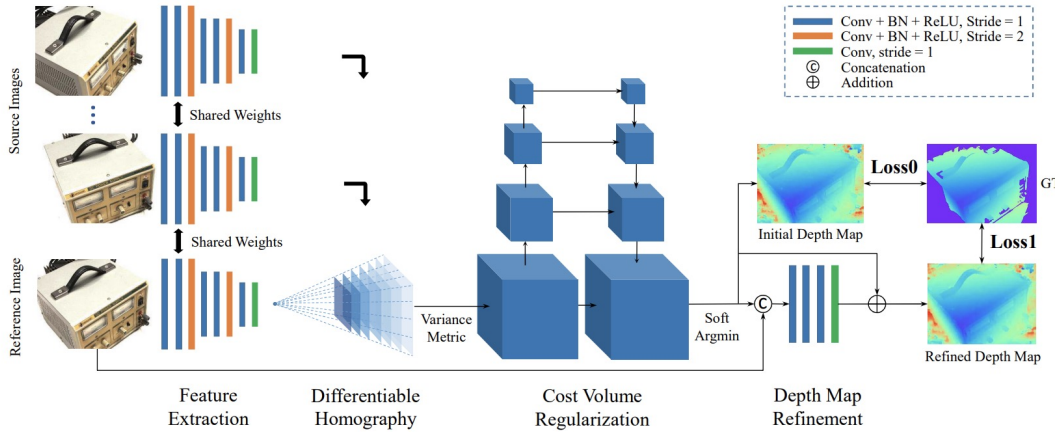 Source Images
Reference Image
Shared Weights
Shared Weights
Conv + BN + ReLU, Stride = 1
Conv + BN + ReLU, Stride = 2
Conv, stride = 1
C Concatenation
Addition
Variance
Metric
Soft
Argmin
C
Initial Depth Map
Loss0
GT
Loss1
Refined Depth Map
Feature
Extraction
Differentiable
Homography
Cost Volume
Regularization
Depth Map
Refinement